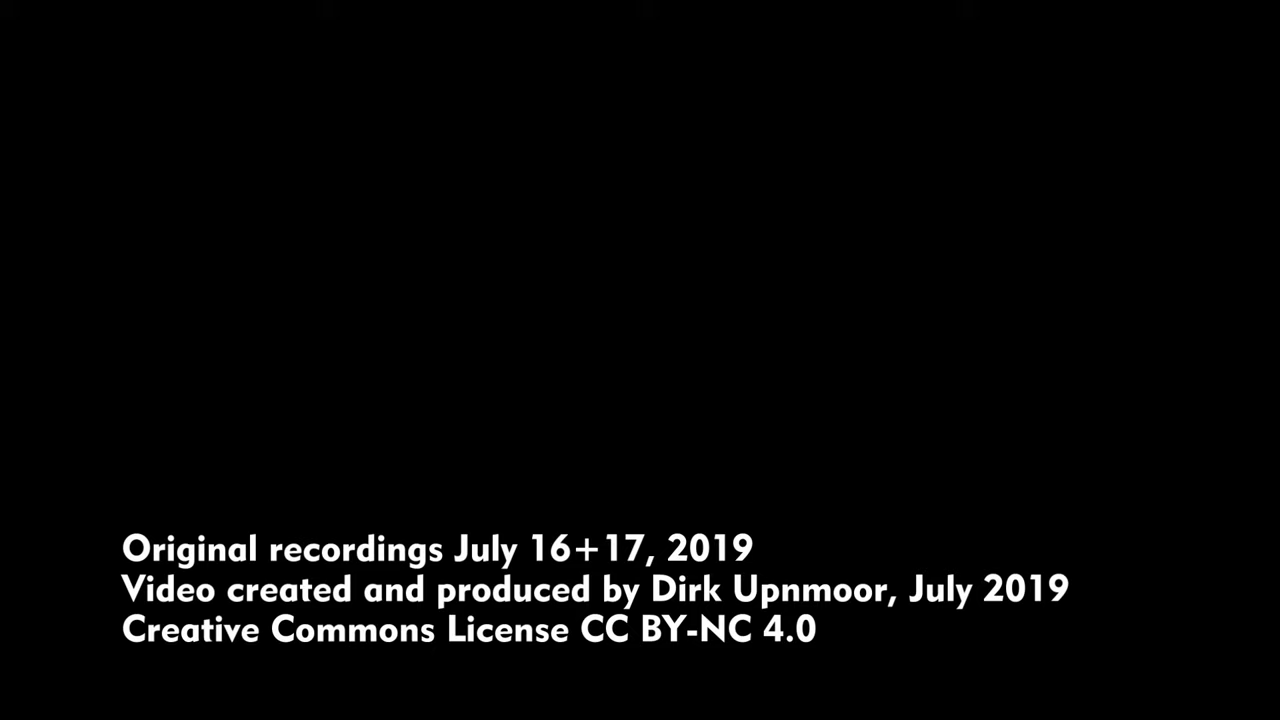 Original recordings July 16+17, 2019
Video created and produced by Dirk Upnmoor, July 2019
Creative Commons License CC BY-NC 4.0